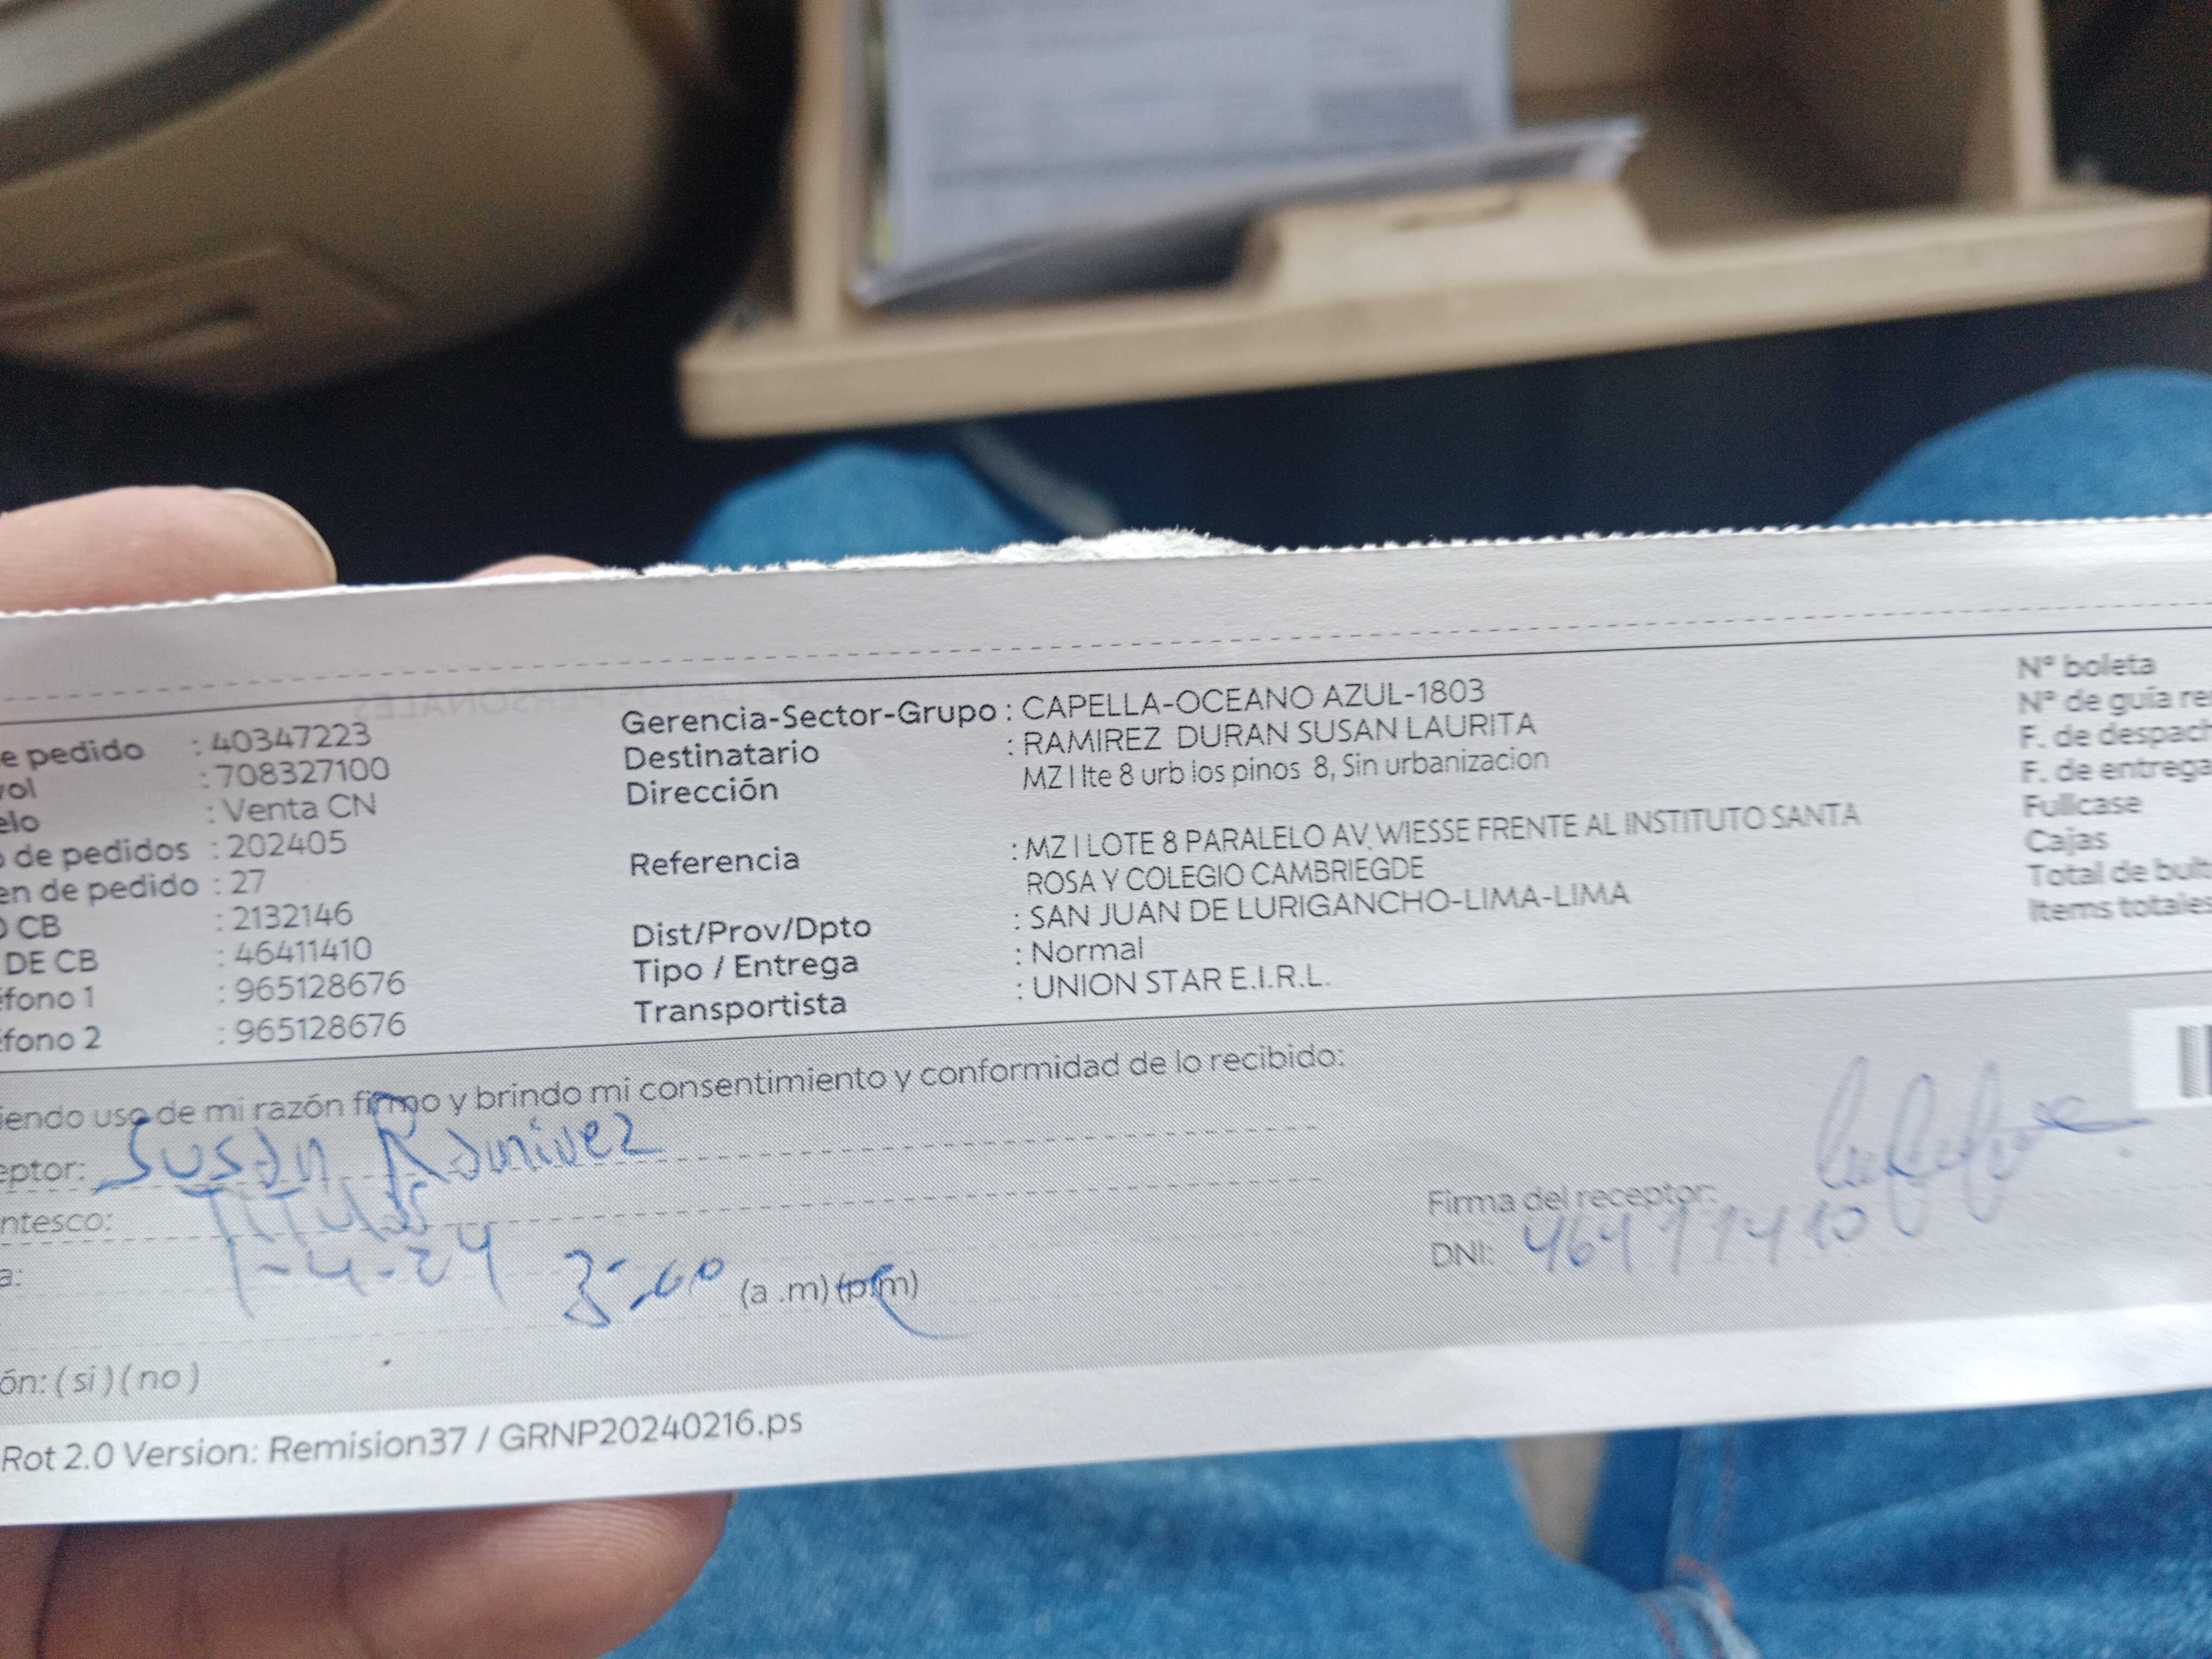 e pedido : 40347223
vol : 708327100
elo : Venta CN
o de pedidos : 202405
en de pedido : 27
O CB : 2132146
DE CB : 46411410
éfono 1 : 965128676
éfono 2 : 965128676
Gerencia-Sector-Grupo : CAPELLA-OCEANO AZUL-1803
Destinatario : RAMIREZ DURAN SUSAN LAURITA
Dirección MZ I lte 8 urb los pinos 8, Sin urbanizacion
Referencia : MZ I LOTE 8 PARALELO AV. WIESSE FRENTE AL INSTITUTO SANTA
ROSA Y COLEGIO CAMBRIEGDE
Dist/Prov/Dpto : SAN JUAN DE LURIGANCHO-LIMA-LIMA
Tipo / Entrega : Normal
Transportista : UNION STAR E.I.R.L.
N° boleta
N° de guía re
F. de despach
F. de entrega
Fullcase
Cajas
Total de bult
Items totales
iendo uso de mi razón firmo y brindo mi consentimiento y conformidad de lo recibido:
eptor: Susan Ramirez
ntesco: Titular
a: 1-4-24 3:00 (a .m) (p.m)
Firma del receptor:
DNI: 46411410
ón: ( si ) ( no )
Rot 2.0 Version: Remision37 / GRNP20240216.ps